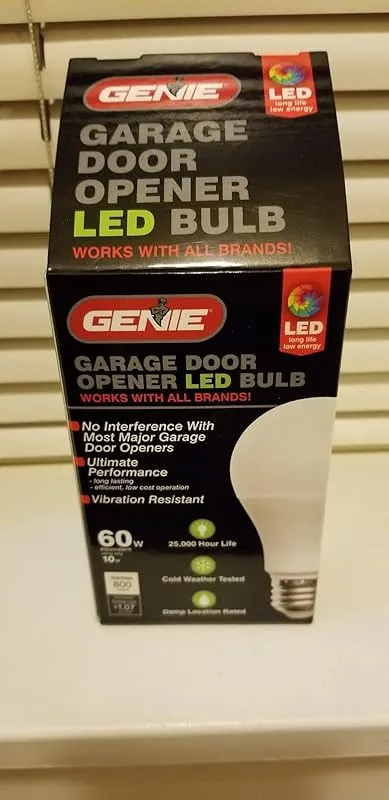 GENIE
LED
long life
low energy
GARAGE
DOOR
OPENER
LED BULB
WORKS WITH ALL BRANDS!
GENIE
LED
long life
low energy
GARAGE DOOR
OPENER LED BULB
WORKS WITH ALL BRANDS!
No Interference With
Most Major Garage
Door Openers
Ultimate
Performance
- long lasting
- efficient, low cost operation
Vibration Resistant
60w
equivalent
10w
25,000 Hour Life
Cold Weather Tested
Damp Location Rated
800
$1.07